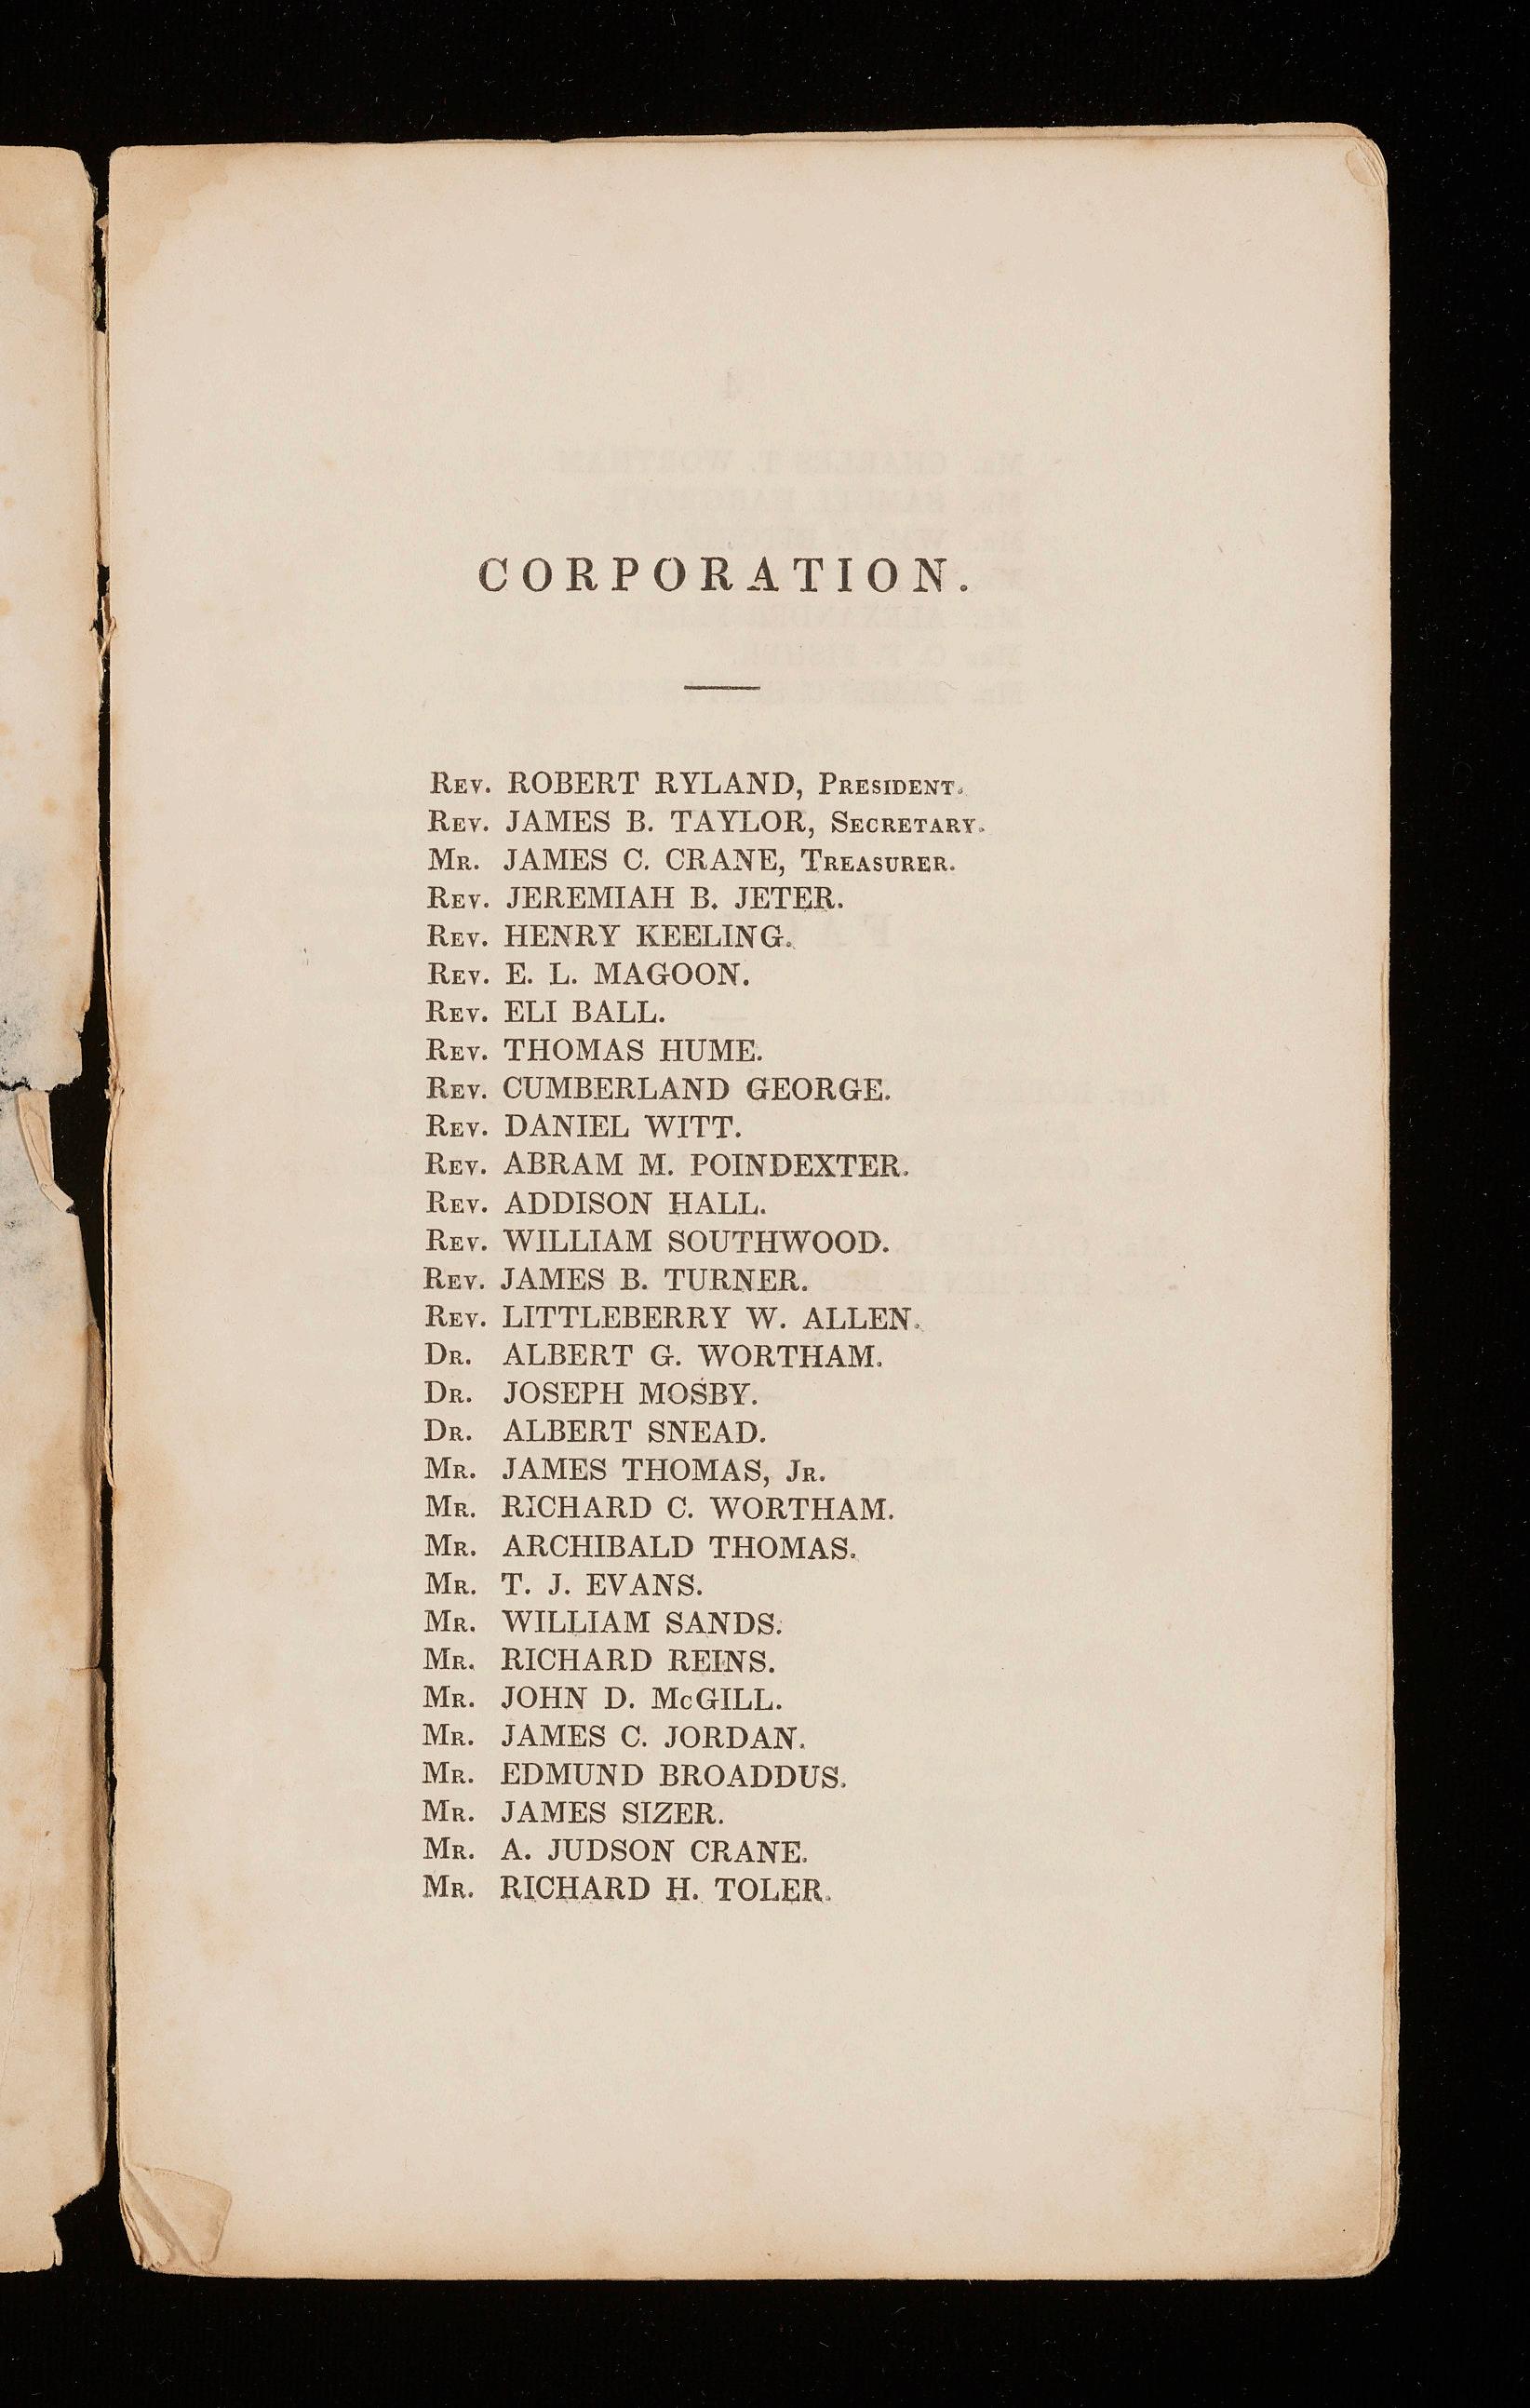 CORPORATION.
Rev. ROBERT RYLAND, President.
Rev. JAMES B. TAYLOR, Secretary.
Mr. JAMES C. CRANE, Treasurer.
Rev. JEREMIAH B. JETER.
Rev. HENRY KEELING.
Rev. E. L. MAGOON.
Rev. ELI BALL.
Rev. THOMAS HUME.
Rev. CUMBERLAND GEORGE.
Rev. DANIEL WITT.
Rev. ABRAM M. POINDEXTER.
Rev. ADDISON HALL.
Rev. WILLIAM SOUTHWOOD.
Rev. JAMES B. TURNER.
Rev. LITTLEBERRY W. ALLEN.
Dr. ALBERT G. WORTHAM.
Dr. JOSEPH MOSBY.
Dr. ALBERT SNEAD.
Mr. JAMES THOMAS, Jr.
Mr. RICHARD C. WORTHAM.
Mr. ARCHIBALD THOMAS.
Mr. T. J. EVANS.
Mr. WILLIAM SANDS.
Mr. RICHARD REINS.
Mr. JOHN D. McGILL.
Mr. JAMES C. JORDAN.
Mr. EDMUND BROADDUS.
Mr. JAMES SIZER.
Mr. A. JUDSON CRANE.
Mr. RICHARD H. TOLER.